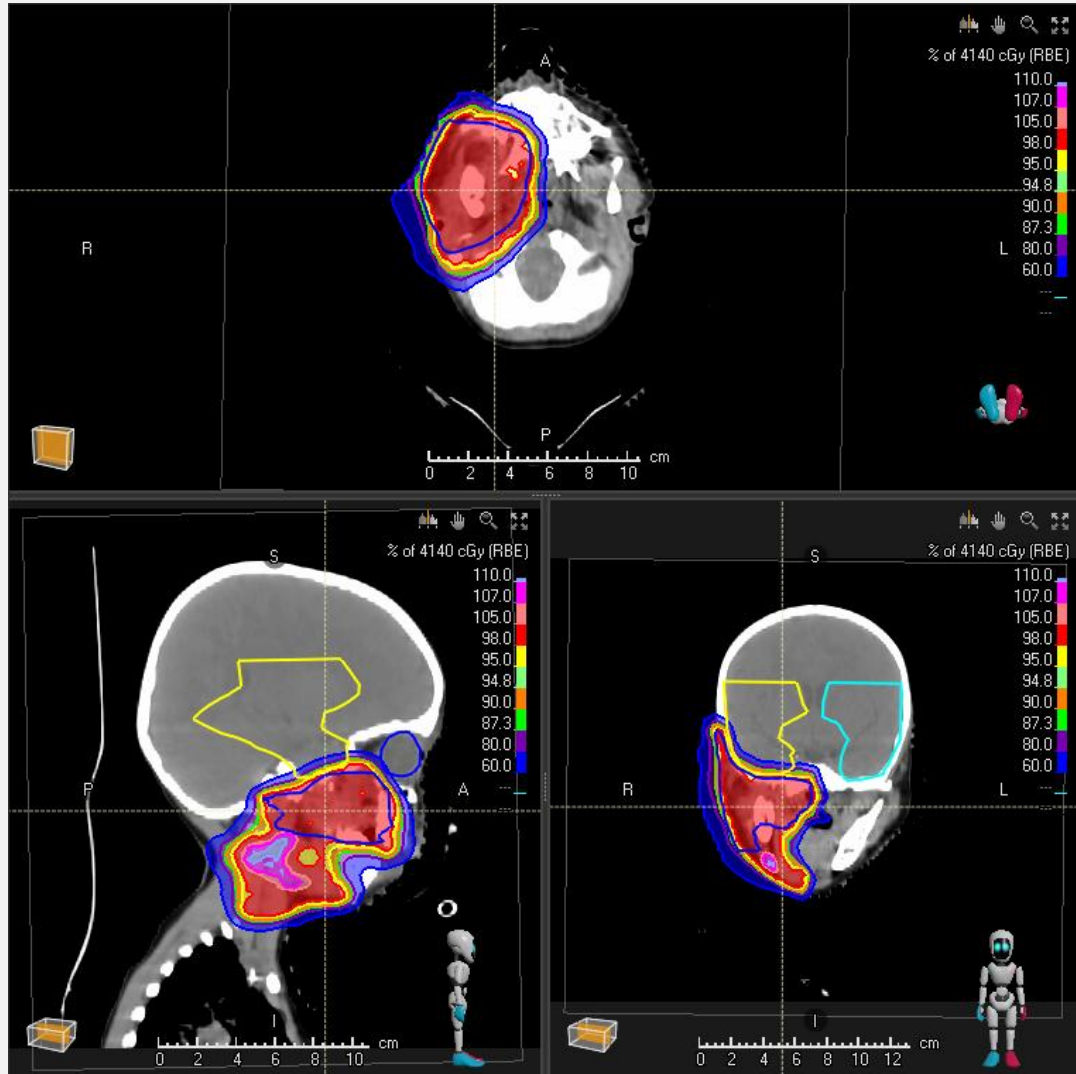 A
% of 4140 cGy (RBE)
110.0
107.0
105.0
98.0
95.0
94.8
90.0
87.3
80.0
60.0
---
---
R
L
P
cm
0 2 4 6 8 10
S
% of 4140 cGy (RBE)
110.0
107.0
105.0
98.0
95.0
94.8
90.0
87.3
80.0
60.0
---
---
P
A
I
cm
0 2 4 6 8 10
S
% of 4140 cGy (RBE)
110.0
107.0
105.0
98.0
95.0
94.8
90.0
87.3
80.0
60.0
---
---
R
L
I
cm
0 2 4 6 8 10 12